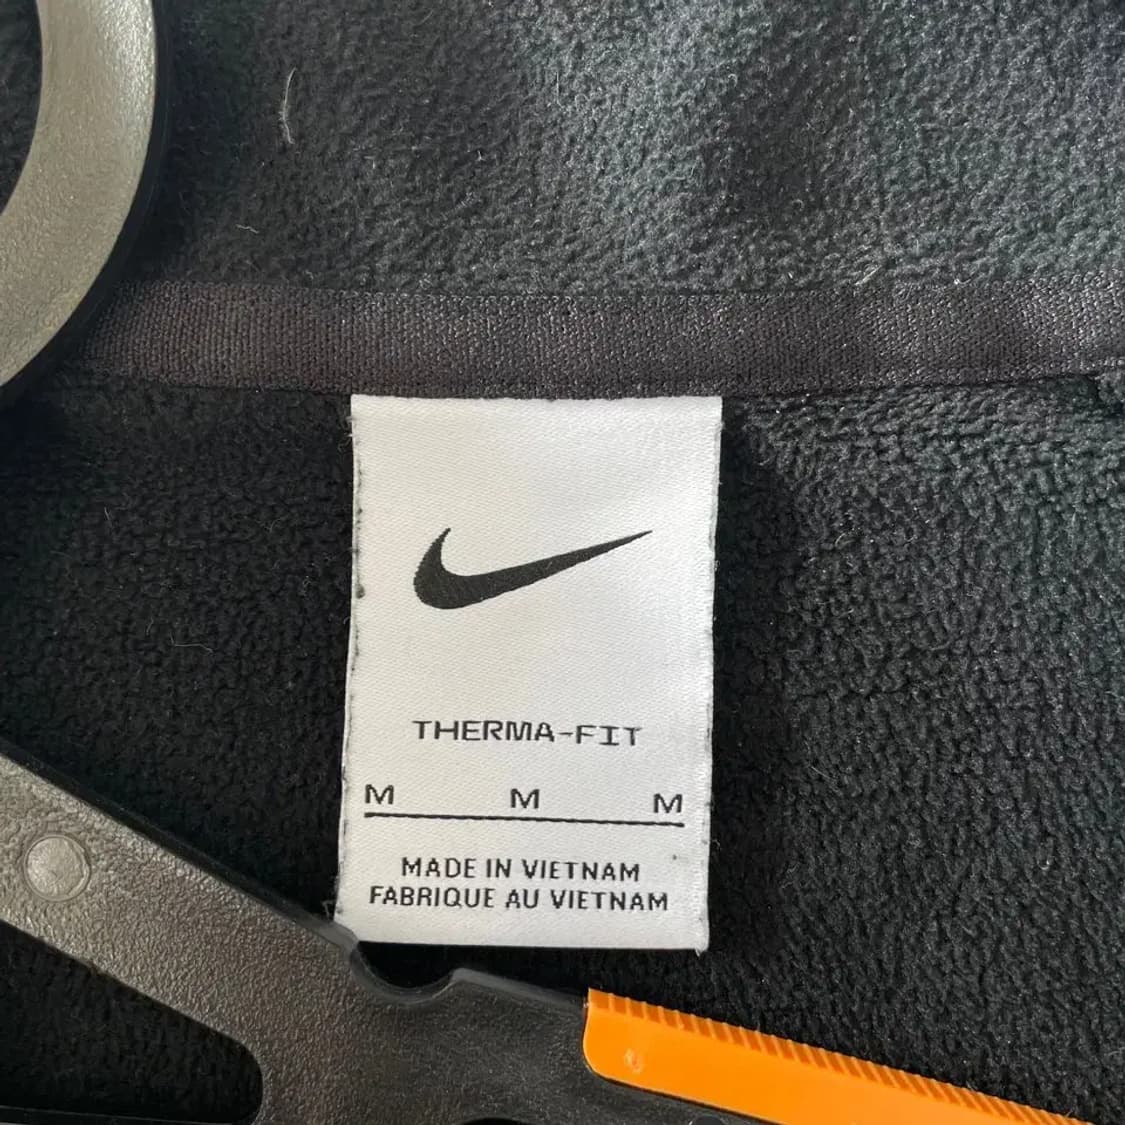 THERMA-FIT
M M M
MADE IN VIETNAM
FABRIQUE AU VIETNAM